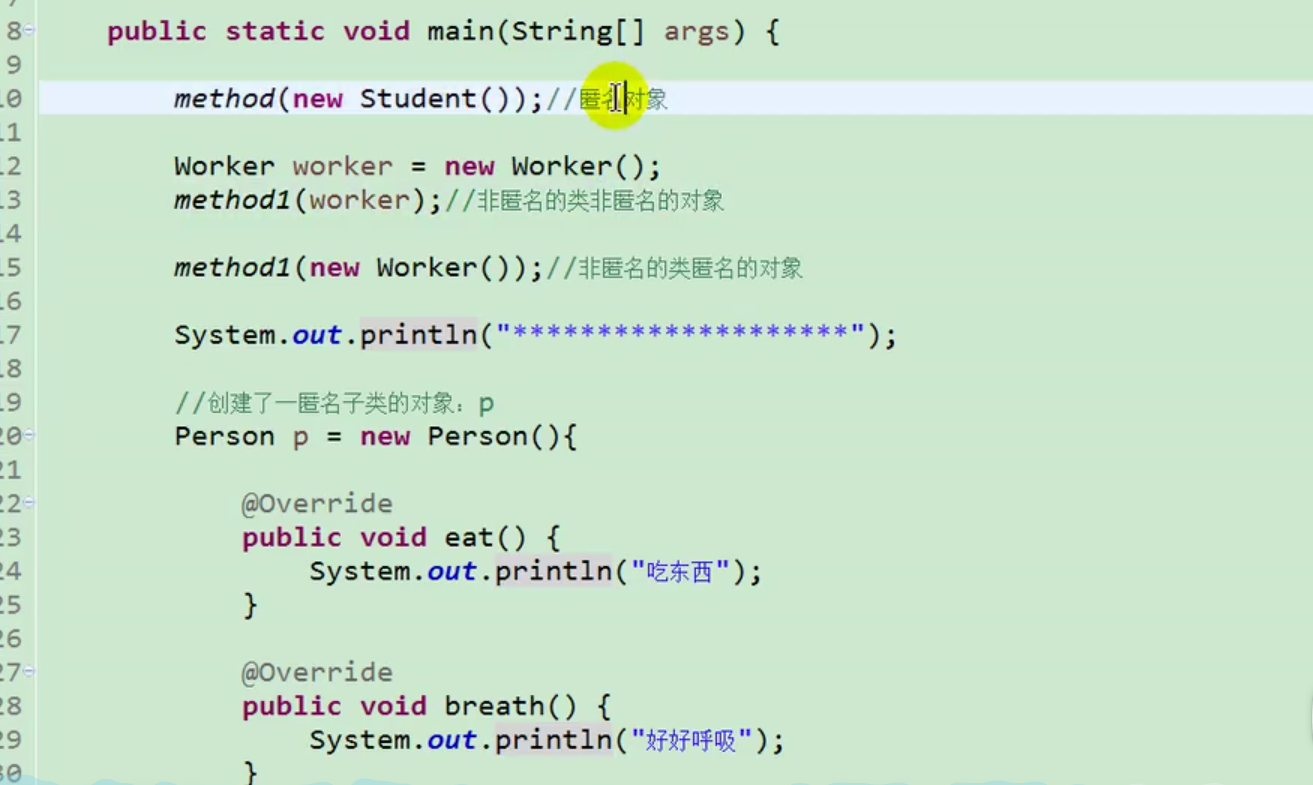 8 public static void main(String[] args) {
9
10 method(new Student());//匿名对象
11
12 Worker worker = new Worker();
13 method1(worker);//非匿名的类非匿名的对象
14
15 method1(new Worker());//非匿名的类匿名的对象
16
17 System.out.println("********************");
18
19 //创建了一匿名子类的对象：p
20 Person p = new Person(){
21
22 @Override
23 public void eat() {
24 System.out.println("吃东西");
25 }
26
27 @Override
28 public void breath() {
29 System.out.println("好好呼吸");
30 }